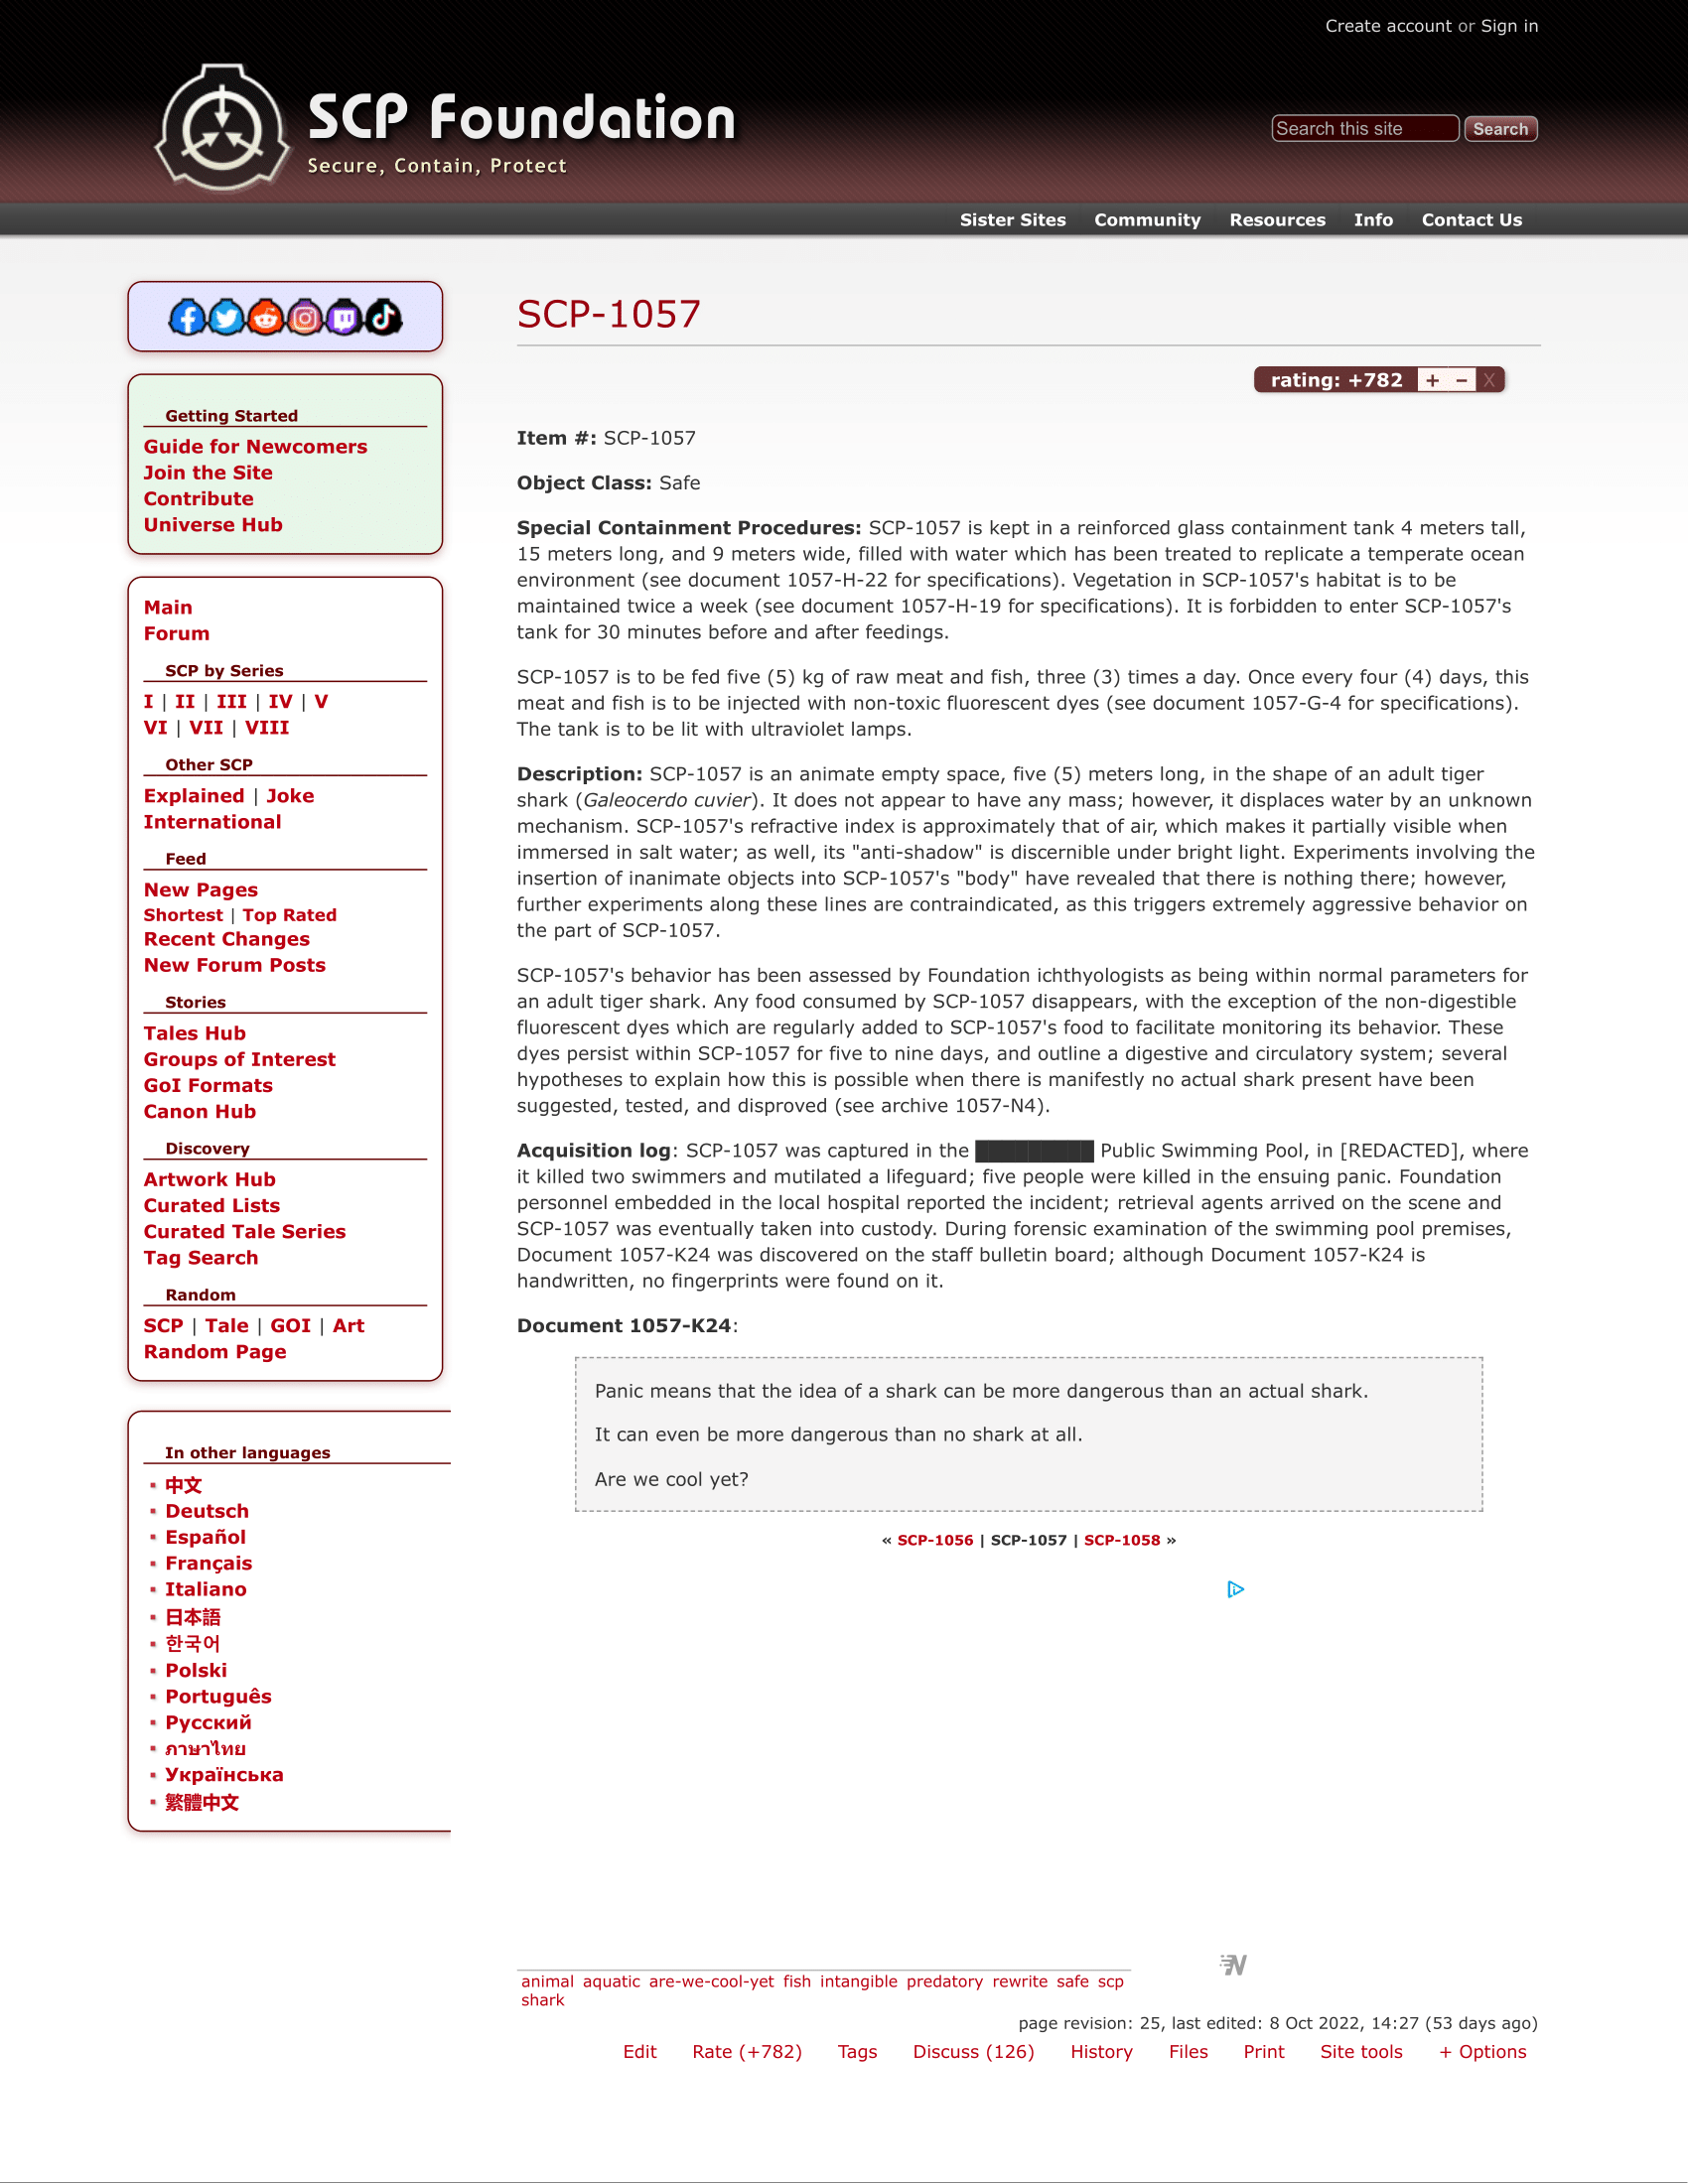 Create account or Sign in
SCP Foundation
Secure, Contain, Protect
Search this site Search
Sister Sites Community Resources Info Contact Us
Getting Started
Guide for Newcomers
Join the Site
Contribute
Universe Hub
Main
Forum
SCP by Series
I | II | III | IV | V
VI | VII | VIII
Other SCP
Explained | Joke
International
Feed
New Pages
Shortest | Top Rated
Recent Changes
New Forum Posts
Stories
Tales Hub
Groups of Interest
GoI Formats
Canon Hub
Discovery
Artwork Hub
Curated Lists
Curated Tale Series
Tag Search
Random
SCP | Tale | GOI | Art
Random Page
In other languages
中文
Deutsch
Español
Français
Italiano
日本語
한국어
Polski
Português
Русский
ภาษาไทย
Українська
繁體中文
SCP-1057
rating: +782 + – X
Item #: SCP-1057
Object Class: Safe
Special Containment Procedures: SCP-1057 is kept in a reinforced glass containment tank 4 meters tall,
15 meters long, and 9 meters wide, filled with water which has been treated to replicate a temperate ocean
environment (see document 1057-H-22 for specifications). Vegetation in SCP-1057's habitat is to be
maintained twice a week (see document 1057-H-19 for specifications). It is forbidden to enter SCP-1057's
tank for 30 minutes before and after feedings.
SCP-1057 is to be fed five (5) kg of raw meat and fish, three (3) times a day. Once every four (4) days, this
meat and fish is to be injected with non-toxic fluorescent dyes (see document 1057-G-4 for specifications).
The tank is to be lit with ultraviolet lamps.
Description: SCP-1057 is an animate empty space, five (5) meters long, in the shape of an adult tiger
shark (Galeocerdo cuvier). It does not appear to have any mass; however, it displaces water by an unknown
mechanism. SCP-1057's refractive index is approximately that of air, which makes it partially visible when
immersed in salt water; as well, its "anti-shadow" is discernible under bright light. Experiments involving the
insertion of inanimate objects into SCP-1057's "body" have revealed that there is nothing there; however,
further experiments along these lines are contraindicated, as this triggers extremely aggressive behavior on
the part of SCP-1057.
SCP-1057's behavior has been assessed by Foundation ichthyologists as being within normal parameters for
an adult tiger shark. Any food consumed by SCP-1057 disappears, with the exception of the non-digestible
fluorescent dyes which are regularly added to SCP-1057's food to facilitate monitoring its behavior. These
dyes persist within SCP-1057 for five to nine days, and outline a digestive and circulatory system; several
hypotheses to explain how this is possible when there is manifestly no actual shark present have been
suggested, tested, and disproved (see archive 1057-N4).
Acquisition log: SCP-1057 was captured in the █████████ Public Swimming Pool, in [REDACTED], where
it killed two swimmers and mutilated a lifeguard; five people were killed in the ensuing panic. Foundation
personnel embedded in the local hospital reported the incident; retrieval agents arrived on the scene and
SCP-1057 was eventually taken into custody. During forensic examination of the swimming pool premises,
Document 1057-K24 was discovered on the staff bulletin board; although Document 1057-K24 is
handwritten, no fingerprints were found on it.
Document 1057-K24:
Panic means that the idea of a shark can be more dangerous than an actual shark.
It can even be more dangerous than no shark at all.
Are we cool yet?
« SCP-1056 | SCP-1057 | SCP-1058 »
animal aquatic are-we-cool-yet fish intangible predatory rewrite safe scp
shark
page revision: 25, last edited: 8 Oct 2022, 14:27 (53 days ago)
Edit Rate (+782) Tags Discuss (126) History Files Print Site tools + Options